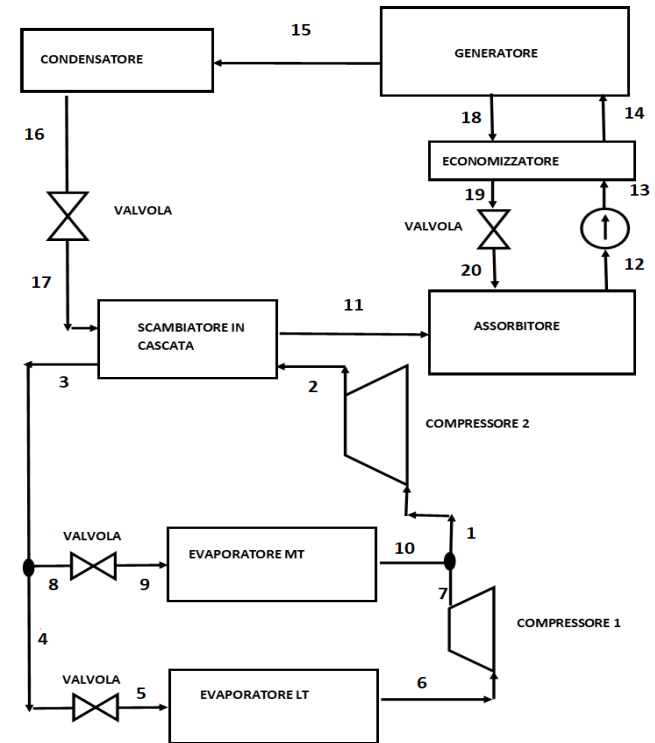 15
CONDENSATORE
GENERATORE
16
18
14
ECONOMIZZATORE
19
13
VALVOLA
VALVOLA
12
20
17
11
SCAMBIATORE IN
CASCATA
ASSORBITORE
3
2
COMPRESSORE 2
VALVOLA
EVAPORATORE MT
10
1
8
9
7
COMPRESSORE 1
4
VALVOLA
5
EVAPORATORE LT
6